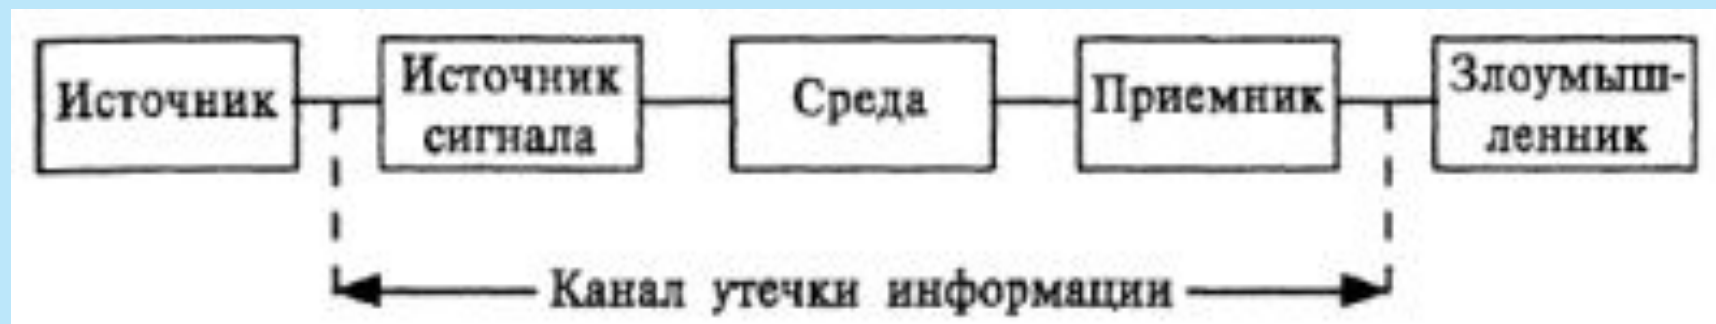 Источник
Источник
сигнала
Среда
Приемник
Злоумыш-
ленник
Канал утечки информации